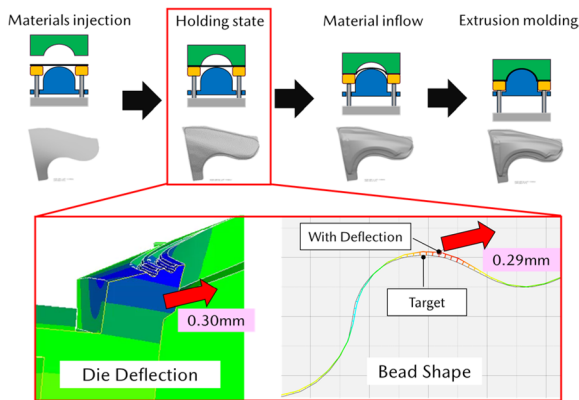 Materials injection
Holding state
Material inflow
Extrusion molding
With Deflection
0.29mm
Target
0.30mm
Die Deflection
Bead Shape